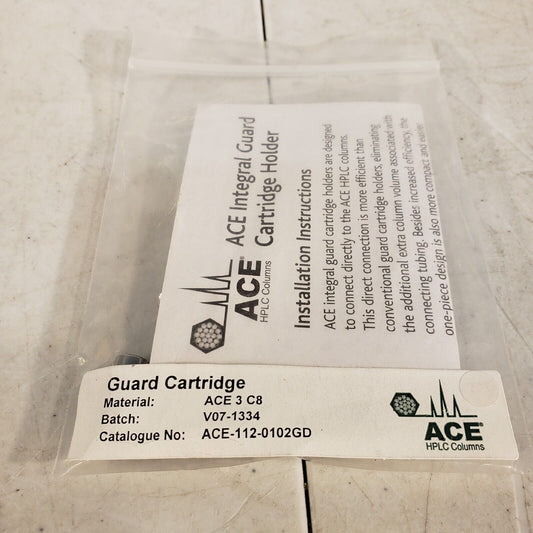 ACE®
HPLC Columns
ACE Integral Guard
Cartridge Holder
Installation Instructions
ACE integral guard cartridge holders are designed
to connect directly to the ACE HPLC columns.
This direct connection is more efficient than
conventional guard cartridge holders, eliminating
the additional extra column volume associated with
connecting tubing. Besides increased efficiency, the
one-piece design is also more compact and easier
Guard Cartridge
Material: ACE 3 C8
Batch: V07-1334
Catalogue No: ACE-112-0102GD
ACE®
HPLC Columns